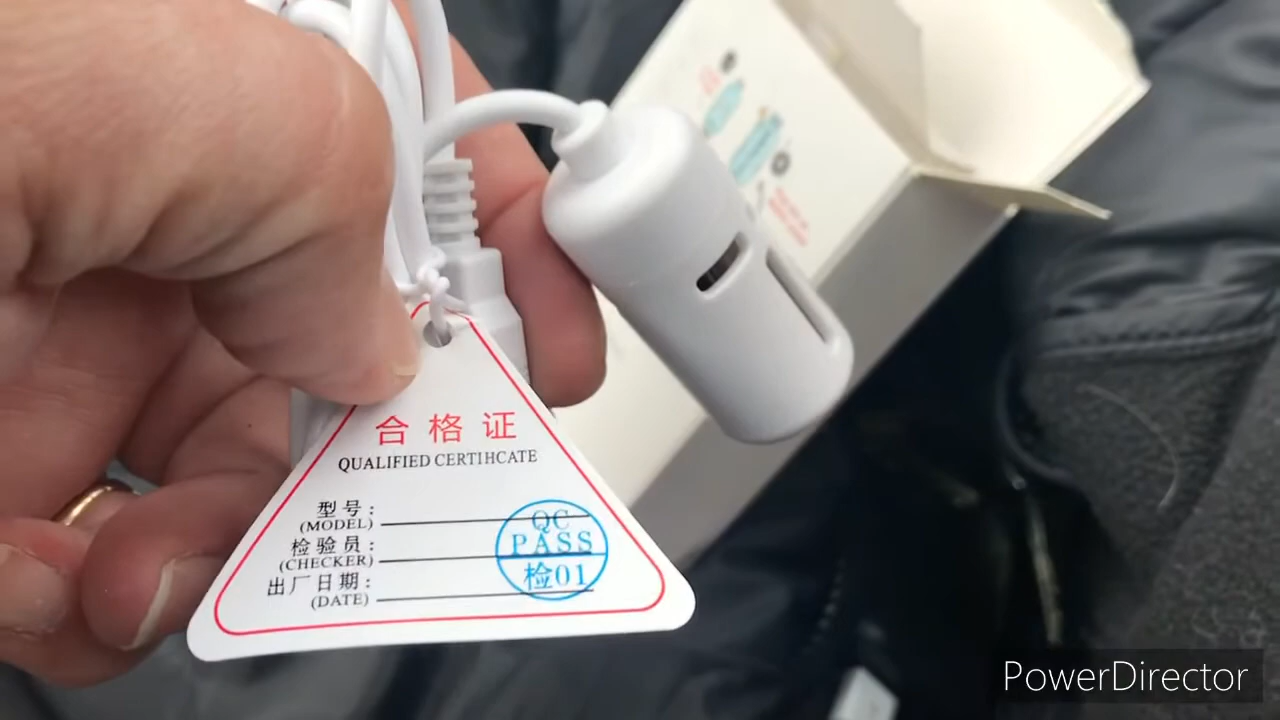 合格证
QUALIFIED CERTIHCATE
型号:
(MODEL)
检验员:
(CHECKER)
出厂日期:
(DATE)
QC
PASS
检01
PowerDirector